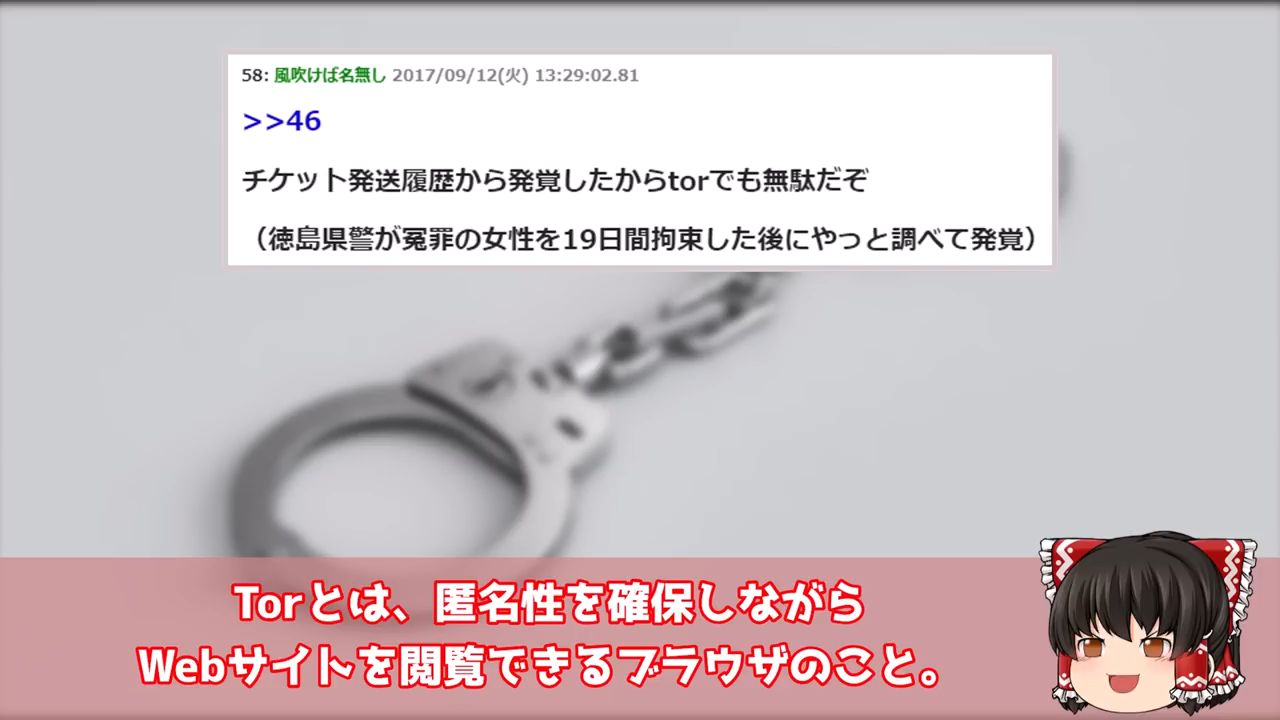 58: 風吹けば名無し 2017/09/12(火) 13:29:02.81
>>46
チケット発送履歴から発覚したからtorでも無駄だぞ
（徳島県警が冤罪の女性を19日間拘束した後にやっと調べて発覚）
Torとは、匿名性を確保しながら
Webサイトを閲覧できるブラウザのこと。